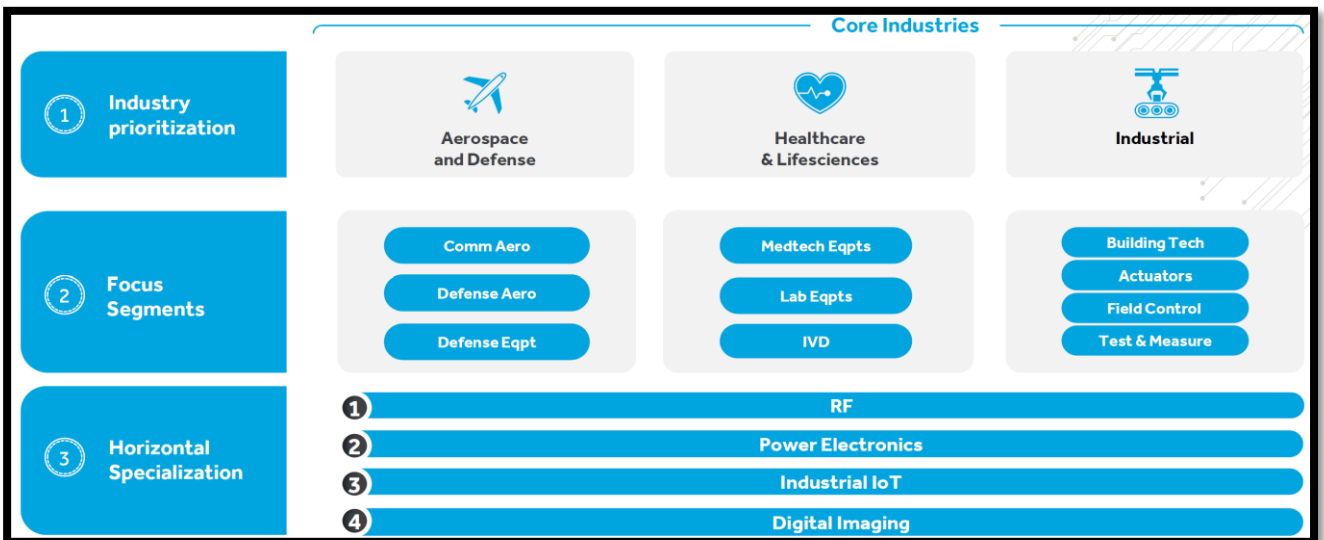 Core Industries
1
Industry
prioritization
Aerospace
and Defense
Healthcare
& Lifesciences
Industrial
2
Focus
Segments
Comm Aero
Defense Aero
Defense Eqpt
Medtech Eqpts
Lab Eqpts
IVD
Building Tech
Actuators
Field Control
Test & Measure
3
Horizontal
Specialization
1 RF
2 Power Electronics
3 Industrial IoT
4 Digital Imaging